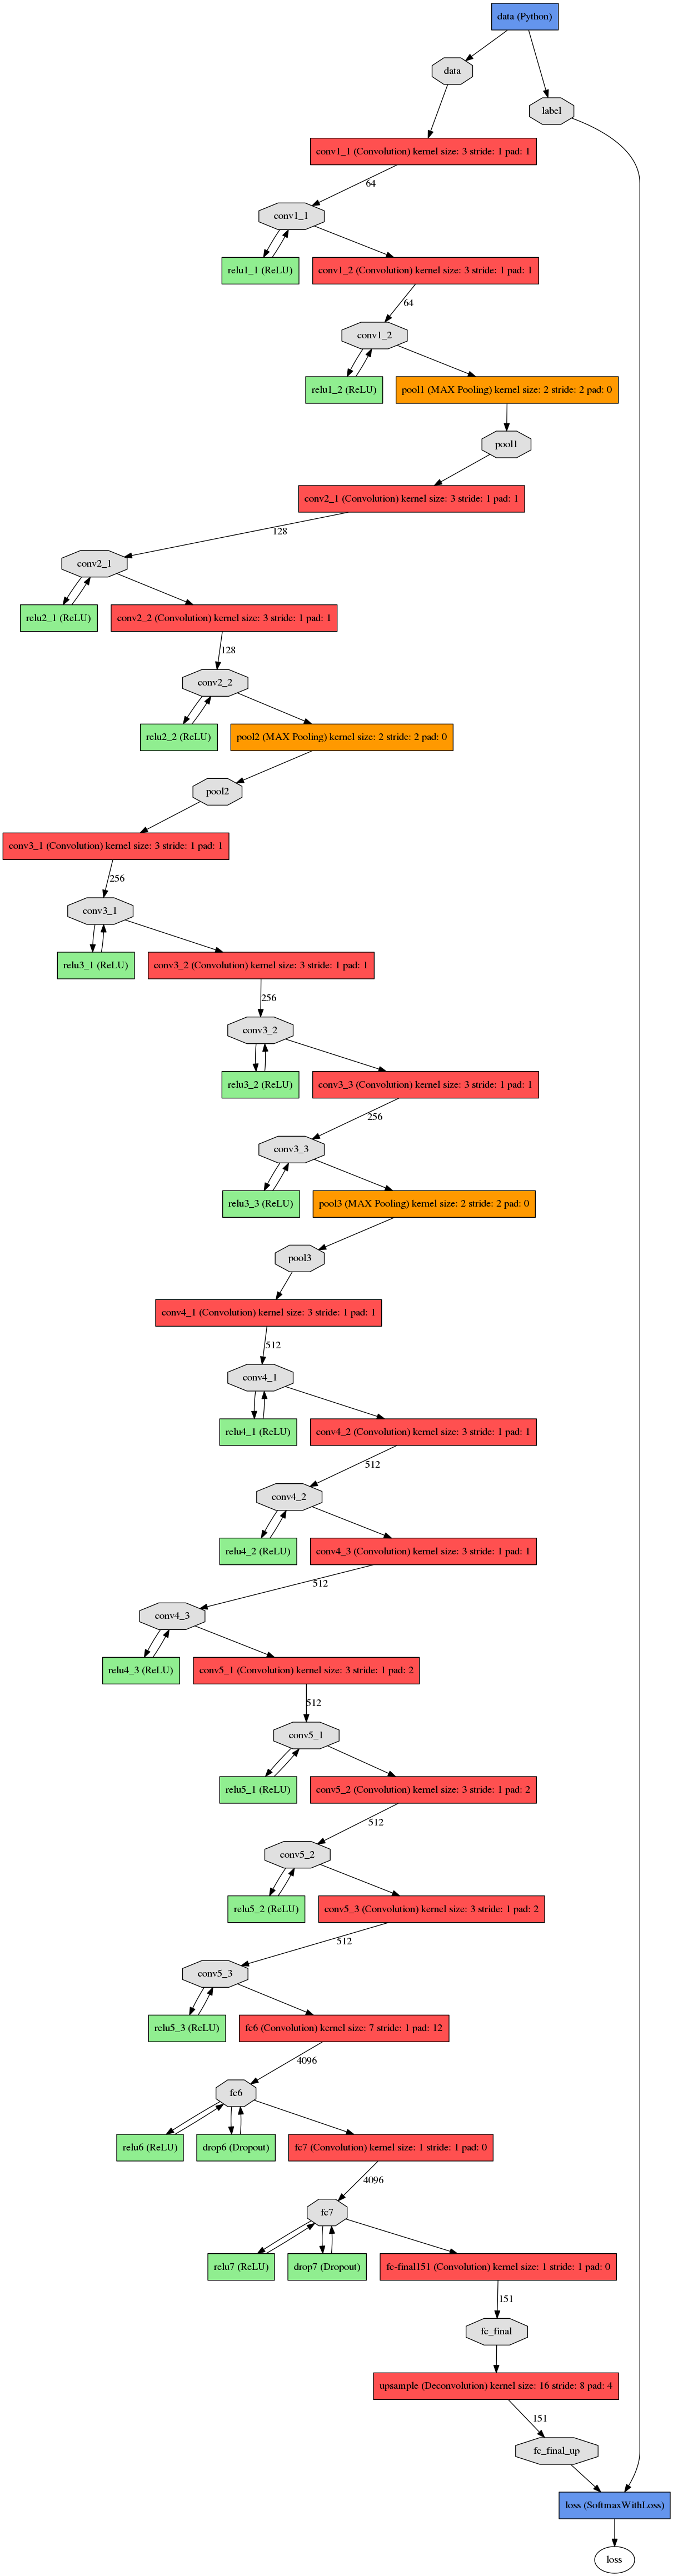 data (Python)
data
label
conv1_1 (Convolution) kernel size: 3 stride: 1 pad: 1
64
conv1_1
relu1_1 (ReLU)
conv1_2 (Convolution) kernel size: 3 stride: 1 pad: 1
64
conv1_2
relu1_2 (ReLU)
pool1 (MAX Pooling) kernel size: 2 stride: 2 pad: 0
pool1
conv2_1 (Convolution) kernel size: 3 stride: 1 pad: 1
128
conv2_1
relu2_1 (ReLU)
conv2_2 (Convolution) kernel size: 3 stride: 1 pad: 1
128
conv2_2
relu2_2 (ReLU)
pool2 (MAX Pooling) kernel size: 2 stride: 2 pad: 0
pool2
conv3_1 (Convolution) kernel size: 3 stride: 1 pad: 1
256
conv3_1
relu3_1 (ReLU)
conv3_2 (Convolution) kernel size: 3 stride: 1 pad: 1
256
conv3_2
relu3_2 (ReLU)
conv3_3 (Convolution) kernel size: 3 stride: 1 pad: 1
256
conv3_3
relu3_3 (ReLU)
pool3 (MAX Pooling) kernel size: 2 stride: 2 pad: 0
pool3
conv4_1 (Convolution) kernel size: 3 stride: 1 pad: 1
512
conv4_1
relu4_1 (ReLU)
conv4_2 (Convolution) kernel size: 3 stride: 1 pad: 1
512
conv4_2
relu4_2 (ReLU)
conv4_3 (Convolution) kernel size: 3 stride: 1 pad: 1
512
conv4_3
relu4_3 (ReLU)
conv5_1 (Convolution) kernel size: 3 stride: 1 pad: 2
512
conv5_1
relu5_1 (ReLU)
conv5_2 (Convolution) kernel size: 3 stride: 1 pad: 2
512
conv5_2
relu5_2 (ReLU)
conv5_3 (Convolution) kernel size: 3 stride: 1 pad: 2
512
conv5_3
relu5_3 (ReLU)
fc6 (Convolution) kernel size: 7 stride: 1 pad: 12
4096
fc6
relu6 (ReLU)
drop6 (Dropout)
fc7 (Convolution) kernel size: 1 stride: 1 pad: 0
4096
fc7
relu7 (ReLU)
drop7 (Dropout)
fc-final151 (Convolution) kernel size: 1 stride: 1 pad: 0
151
fc_final
upsample (Deconvolution) kernel size: 16 stride: 8 pad: 4
151
fc_final_up
loss (SoftmaxWithLoss)
loss